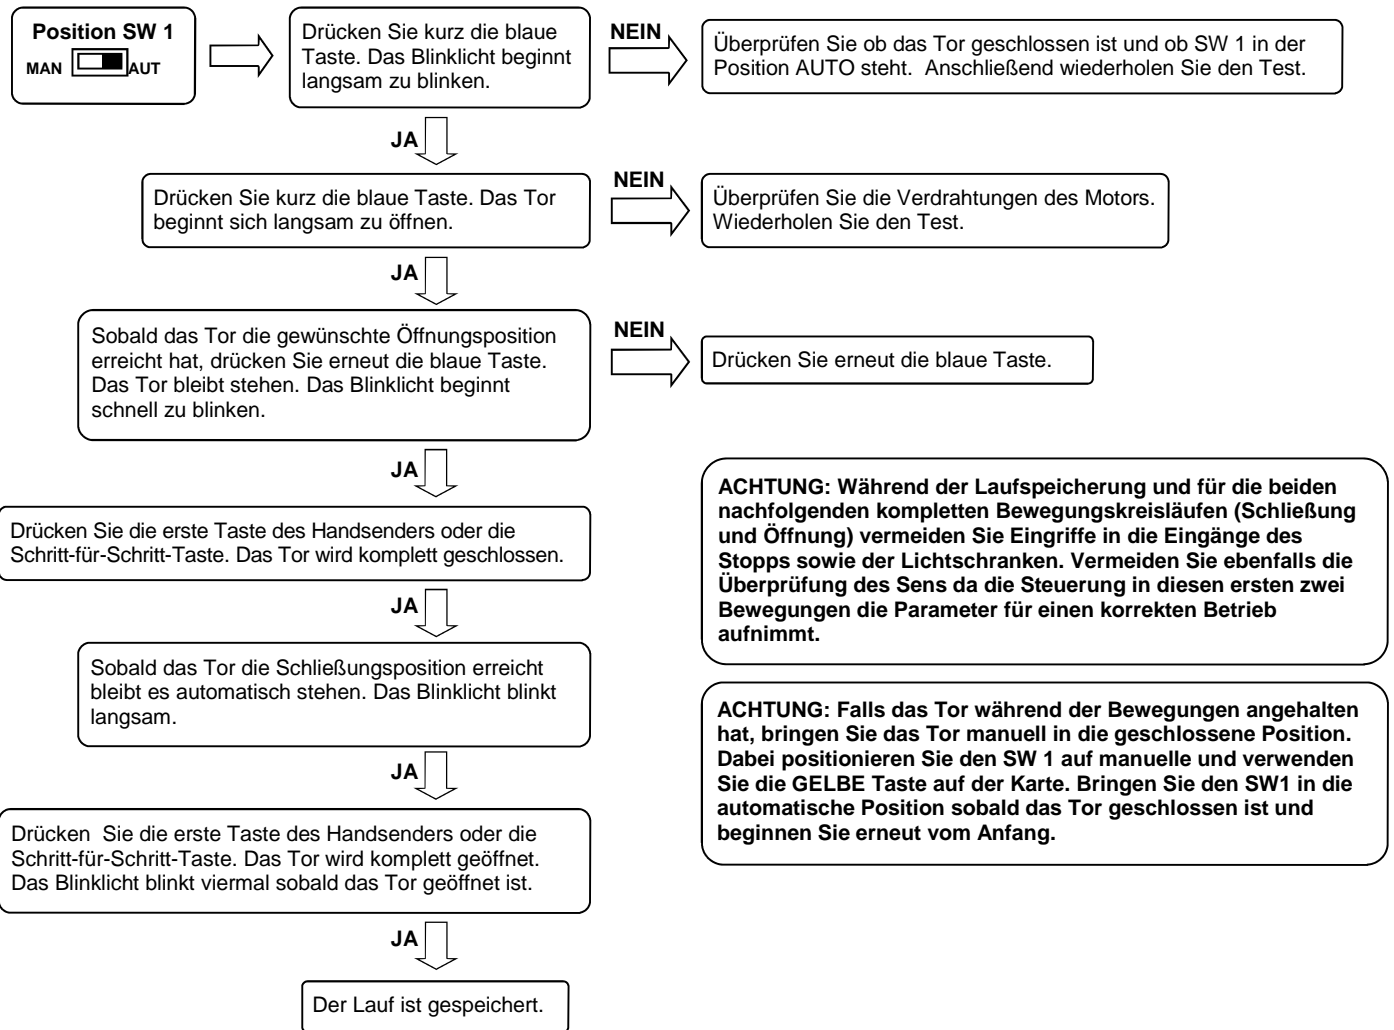 Position SW 1
MAN AUT
Drücken Sie kurz die blaue
Taste. Das Blinklicht beginnt
langsam zu blinken.
NEIN
Überprüfen Sie ob das Tor geschlossen ist und ob SW 1 in der
Position AUTO steht.  Anschließend wiederholen Sie den Test.
JA
Drücken Sie kurz die blaue Taste. Das Tor
beginnt sich langsam zu öffnen.
NEIN
Überprüfen Sie die Verdrahtungen des Motors.
Wiederholen Sie den Test.
JA
Sobald das Tor die gewünschte Öffnungsposition
erreicht hat, drücken Sie erneut die blaue Taste.
Das Tor bleibt stehen. Das Blinklicht beginnt
schnell zu blinken.
NEIN
Drücken Sie erneut die blaue Taste.
JA
Drücken Sie die erste Taste des Handsenders oder die
Schritt-für-Schritt-Taste. Das Tor wird komplett geschlossen.
JA
Sobald das Tor die Schließungsposition erreicht
bleibt es automatisch stehen. Das Blinklicht blinkt
langsam.
JA
Drücken  Sie die erste Taste des Handsenders oder die
Schritt-für-Schritt-Taste. Das Tor wird komplett geöffnet.
Das Blinklicht blinkt viermal sobald das Tor geöffnet ist.
JA
Der Lauf ist gespeichert.
ACHTUNG: Während der Laufspeicherung und für die beiden
nachfolgenden kompletten Bewegungskreisläufen (Schließung
und Öffnung) vermeiden Sie Eingriffe in die Eingänge des
Stopps sowie der Lichtschranken. Vermeiden Sie ebenfalls die
Überprüfung des Sens da die Steuerung in diesen ersten zwei
Bewegungen die Parameter für einen korrekten Betrieb
aufnimmt.
ACHTUNG: Falls das Tor während der Bewegungen angehalten
hat, bringen Sie das Tor manuell in die geschlossene Position.
Dabei positionieren Sie den SW 1 auf manuelle und verwenden
Sie die GELBE Taste auf der Karte. Bringen Sie den SW1 in die
automatische Position sobald das Tor geschlossen ist und
beginnen Sie erneut vom Anfang.